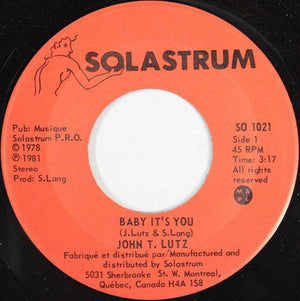 SOLASTRUM
Pub: Musique
Solastrum P.R.O.
℗ 1978
℗ 1981
Stereo
Prod: S.Lang
SO 1021
Side 1
45 RPM
Time: 3:17
All rights
reserved
MAPL
BABY IT'S YOU
(J.Lutz & S.Lang)
JOHN T. LUTZ
Fabriqué et distribué par/Manufactured and
distributed by Solastrum
5031 Sherbrooke St. W. Montreal,
Québec, Canada H4A 1S8